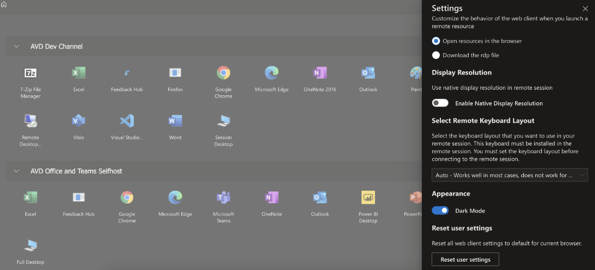 AVD Dev Channel
7-Zip File
Manager
Excel
Feedback Hub
Firefox
Google
Chrome
Microsoft Edge
OneNote 2016
Outlook
Remote
Desktop...
Visio
Visual Studio...
Word
Session
Desktop
AVD Office and Teams Selfhost
Excel
Feedback Hub
Google
Chrome
Microsoft Edge
Microsoft
Teams
OneNote
Outlook
Power BI
Desktop
Full Desktop
Settings
Customize the behavior of the web client when you launch a
remote resource
Open resources in the browser
Download the rdp file
Display Resolution
Use native display resolution in remote session
Enable Native Display Resolution
Select Remote Keyboard Layout
Select the keyboard layout that you want to use in your
remote session. This keyboard must be installed in the
remote session. You must set the keyboard layout before
connecting to the remote session.
Auto - Works well in most cases, does not work for ...
Appearance
Dark Mode
Reset user settings
Reset all web client settings to default for current browser.
Reset user settings